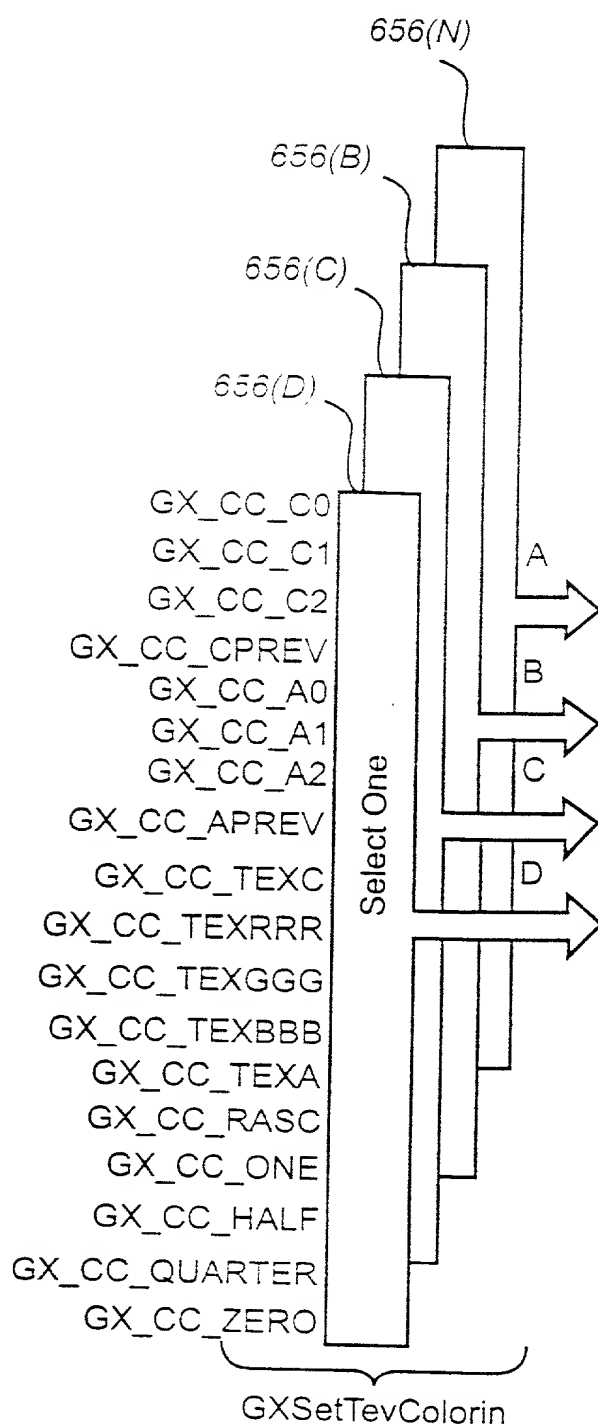 656(N)
656(B)
656(C)
656(D)
GX_CC_C0
GX_CC_C1
A
GX_CC_C2
GX_CC_CPREV
B
GX_CC_A0
GX_CC_A1
GX_CC_A2
C
GX_CC_APREV
Select One
GX_CC_TEXC
D
GX_CC_TEXRRR
GX_CC_TEXGGG
GX_CC_TEXBBB
GX_CC_TEXA
GX_CC_RASC
GX_CC_ONE
GX_CC_HALF
GX_CC_QUARTER
GX_CC_ZERO
GXSetTevColorin